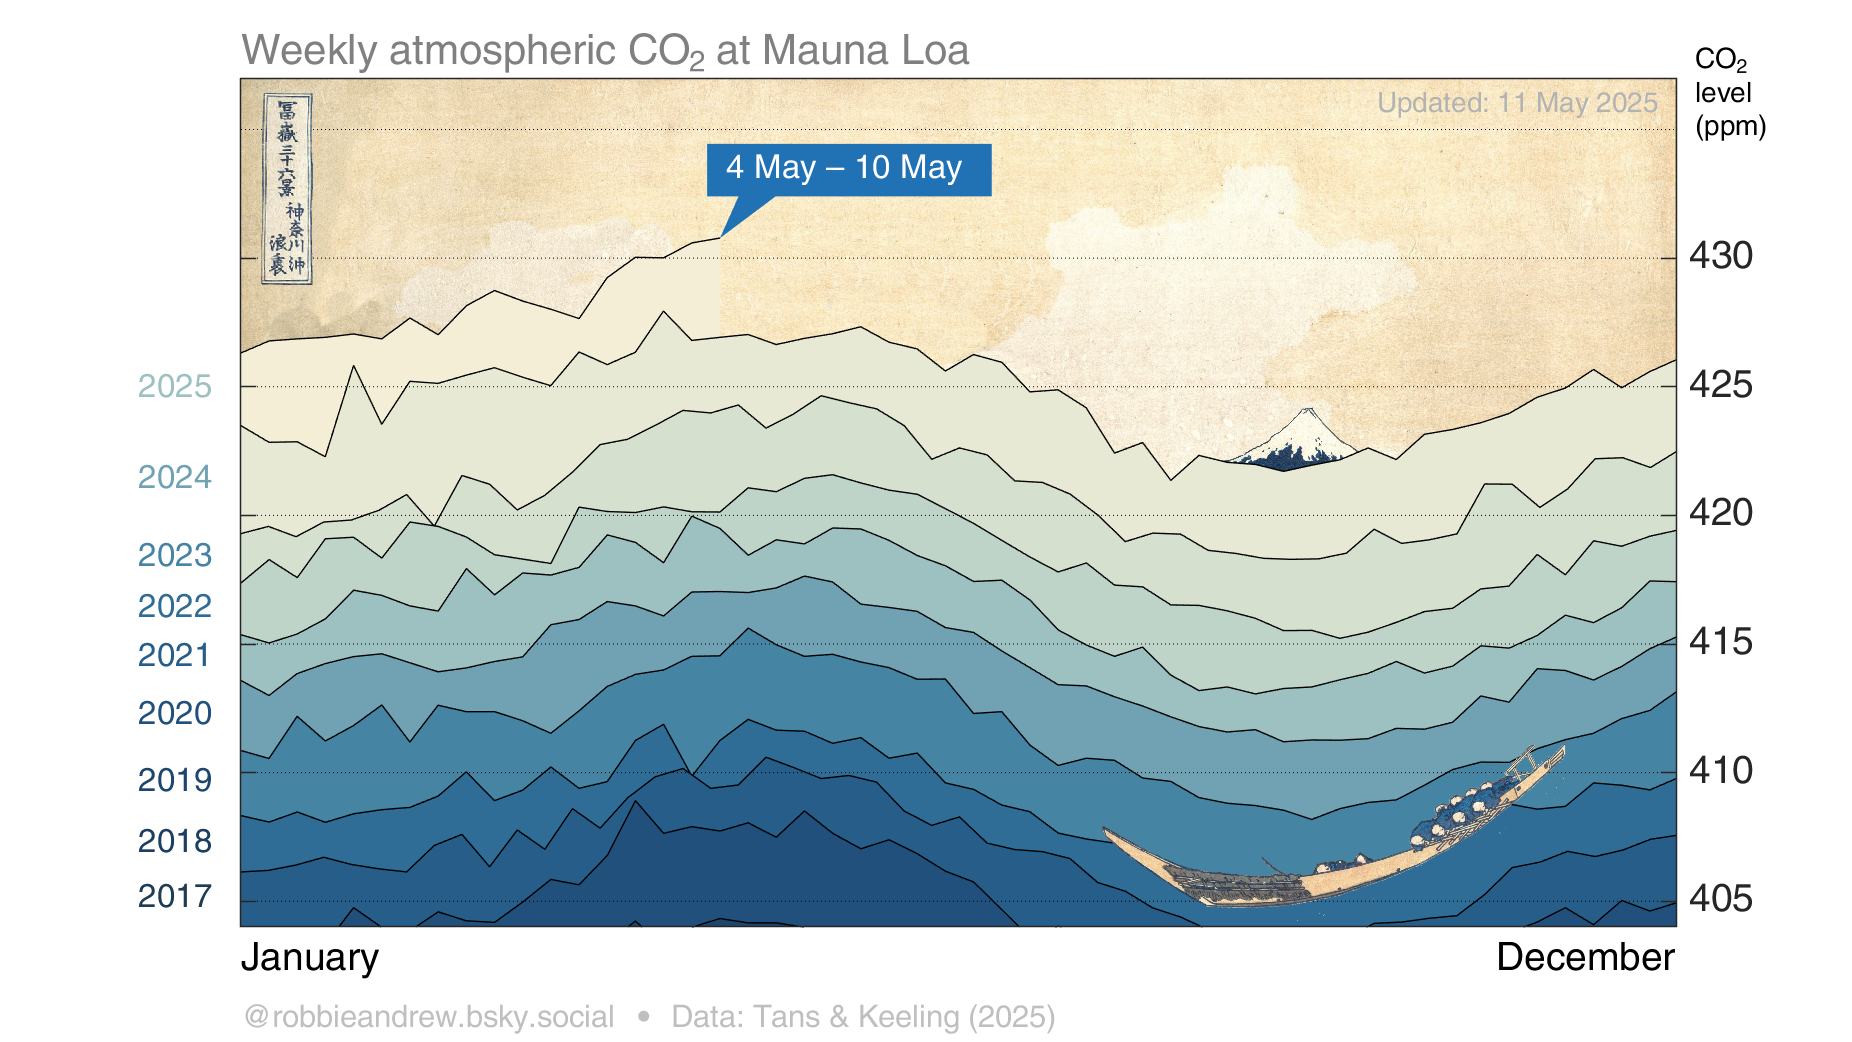 Weekly atmospheric CO₂ at Mauna Loa
CO₂
level
(ppm)
Updated: 11 May 2025
冨嶽三十六景
神奈川沖
浪裏
4 May – 10 May
430
425
420
415
410
405
2025
2024
2023
2022
2021
2020
2019
2018
2017
January
December
@robbieandrew.bsky.social • Data: Tans & Keeling (2025)